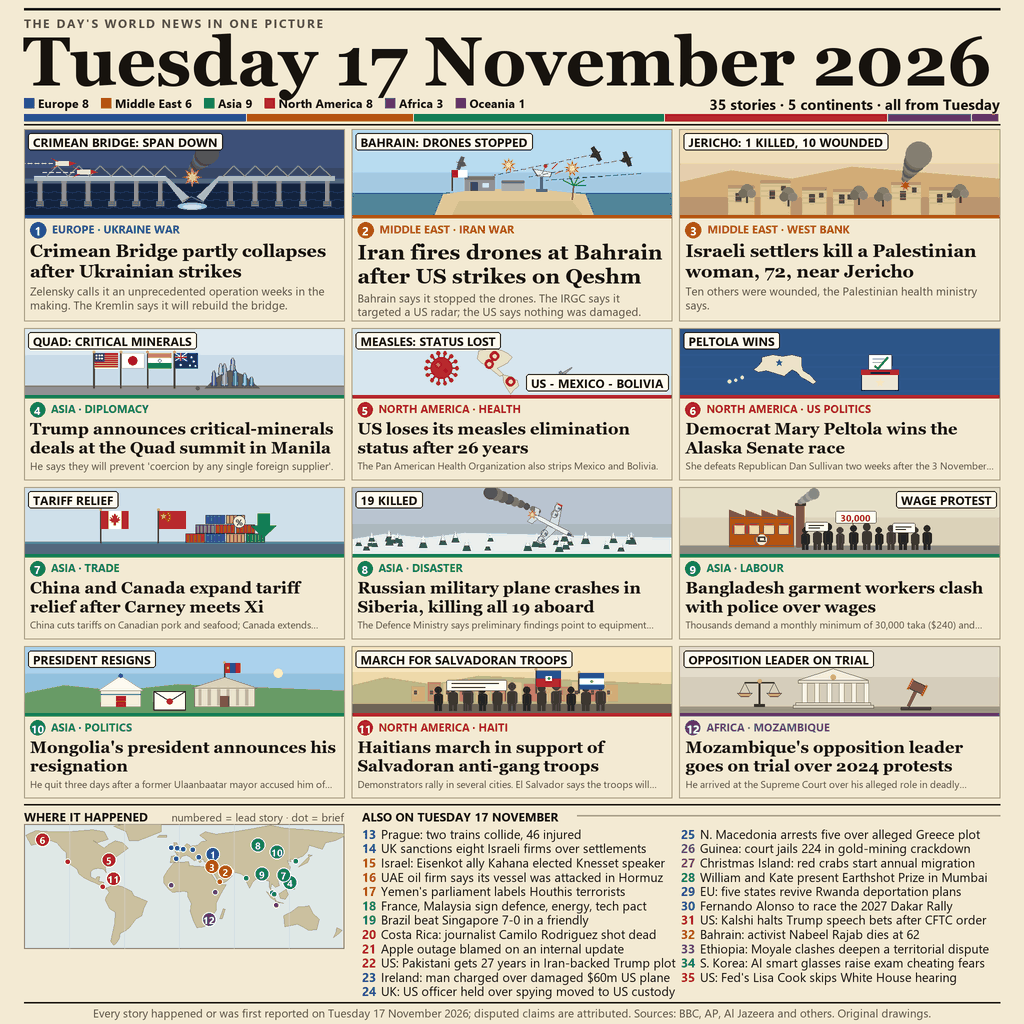 THE DAY'S WORLD NEWS IN ONE PICTURE
Tuesday 17 November 2026
Europe 8 Middle East 6 Asia 9 North America 8 Africa 3 Oceania 1
35 stories · 5 continents · all from Tuesday
CRIMEAN BRIDGE: SPAN DOWN
1 EUROPE · UKRAINE WAR
Crimean Bridge partly collapses
after Ukrainian strikes
Zelensky calls it an unprecedented operation weeks in the
making. The Kremlin says it will rebuild the bridge.
BAHRAIN: DRONES STOPPED
2 MIDDLE EAST · IRAN WAR
Iran fires drones at Bahrain
after US strikes on Qeshm
Bahrain says it stopped the drones. The IRGC says it
targeted a US radar; the US says nothing was damaged.
JERICHO: 1 KILLED, 10 WOUNDED
3 MIDDLE EAST · WEST BANK
Israeli settlers kill a Palestinian
woman, 72, near Jericho
Ten others were wounded, the Palestinian health ministry
says.
QUAD: CRITICAL MINERALS
4 ASIA · DIPLOMACY
Trump announces critical-minerals
deals at the Quad summit in Manila
He says they will prevent 'coercion by any single foreign supplier'.
MEASLES: STATUS LOST
US - MEXICO - BOLIVIA
5 NORTH AMERICA · HEALTH
US loses its measles elimination
status after 26 years
The Pan American Health Organization also strips Mexico and Bolivia.
PELTOLA WINS
6 NORTH AMERICA · US POLITICS
Democrat Mary Peltola wins the
Alaska Senate race
She defeats Republican Dan Sullivan two weeks after the 3 November...
TARIFF RELIEF
%
7 ASIA · TRADE
China and Canada expand tariff
relief after Carney meets Xi
China cuts tariffs on Canadian pork and seafood; Canada extends...
19 KILLED
8 ASIA · DISASTER
Russian military plane crashes in
Siberia, killing all 19 aboard
The Defence Ministry says preliminary findings point to equipment...
WAGE PROTEST
30,000
9 ASIA · LABOUR
Bangladesh garment workers clash
with police over wages
Thousands demand a monthly minimum of 30,000 taka ($240) and...
PRESIDENT RESIGNS
10 ASIA · POLITICS
Mongolia's president announces his
resignation
He quit three days after a former Ulaanbaatar mayor accused him of...
MARCH FOR SALVADORAN TROOPS
11 NORTH AMERICA · HAITI
Haitians march in support of
Salvadoran anti-gang troops
Demonstrators rally in several cities. El Salvador says the troops will...
OPPOSITION LEADER ON TRIAL
12 AFRICA · MOZAMBIQUE
Mozambique's opposition leader
goes on trial over 2024 protests
He arrived at the Supreme Court over his alleged role in deadly...
WHERE IT HAPPENED numbered = lead story · dot = brief
6 5 11 1 3 2 8 10 9 7 4 12
ALSO ON TUESDAY 17 NOVEMBER
13 Prague: two trains collide, 46 injured
14 UK sanctions eight Israeli firms over settlements
15 Israel: Eisenkot ally Kahana elected Knesset speaker
16 UAE oil firm says its vessel was attacked in Hormuz
17 Yemen's parliament labels Houthis terrorists
18 France, Malaysia sign defence, energy, tech pact
19 Brazil beat Singapore 7-0 in a friendly
20 Costa Rica: journalist Camilo Rodriguez shot dead
21 Apple outage blamed on an internal update
22 US: Pakistani gets 27 years in Iran-backed Trump plot
23 Ireland: man charged over damaged $60m US plane
24 UK: US officer held over spying moved to US custody
25 N. Macedonia arrests five over alleged Greece plot
26 Guinea: court jails 224 in gold-mining crackdown
27 Christmas Island: red crabs start annual migration
28 William and Kate present Earthshot Prize in Mumbai
29 EU: five states revive Rwanda deportation plans
30 Fernando Alonso to race the 2027 Dakar Rally
31 US: Kalshi halts Trump speech bets after CFTC order
32 Bahrain: activist Nabeel Rajab dies at 62
33 Ethiopia: Moyale clashes deepen a territorial dispute
34 S. Korea: AI smart glasses raise exam cheating fears
35 US: Fed's Lisa Cook skips White House hearing
Every story happened or was first reported on Tuesday 17 November 2026; disputed claims are attributed. Sources: BBC, AP, Al Jazeera and others. Original drawings.